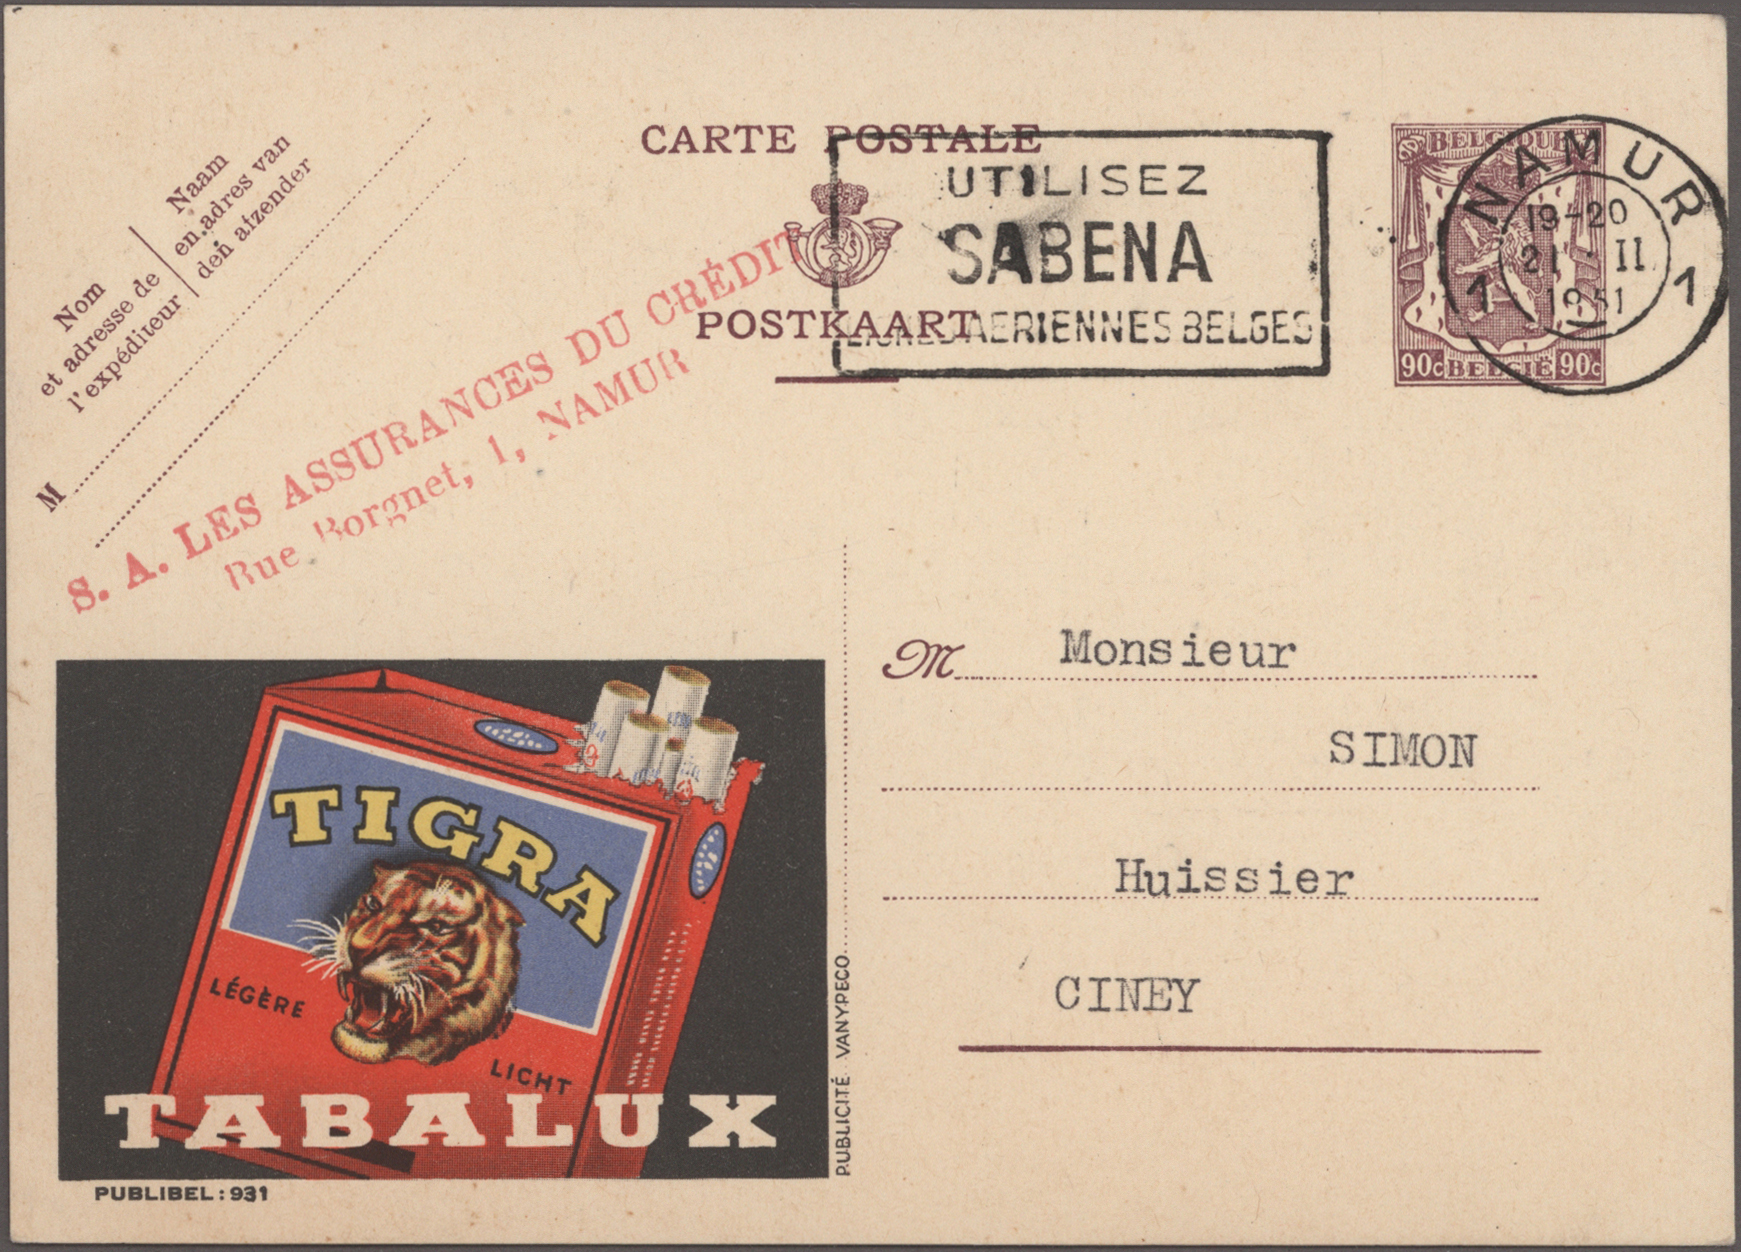 CARTE POSTALE
POSTKAART
Nom
et adresse de
l'expéditeur
Naam
en adres van
den afzender
M
S. A. LES ASSURANCES DU CRÉDIT
Rue Borgnet, 1, NAMUR
UTILISEZ
SABENA
LIGNES AERIENNES BELGES
BELGIQUE
90c BELGIË 90c
NAMUR
19-20
21 II
1951
1 1
M Monsieur
SIMON
Huissier
CINEY
TIGRA
LÉGÈRE
LICHT
TABALUX
PUBLICITÉ VANYPECO
PUBLIBEL : 931